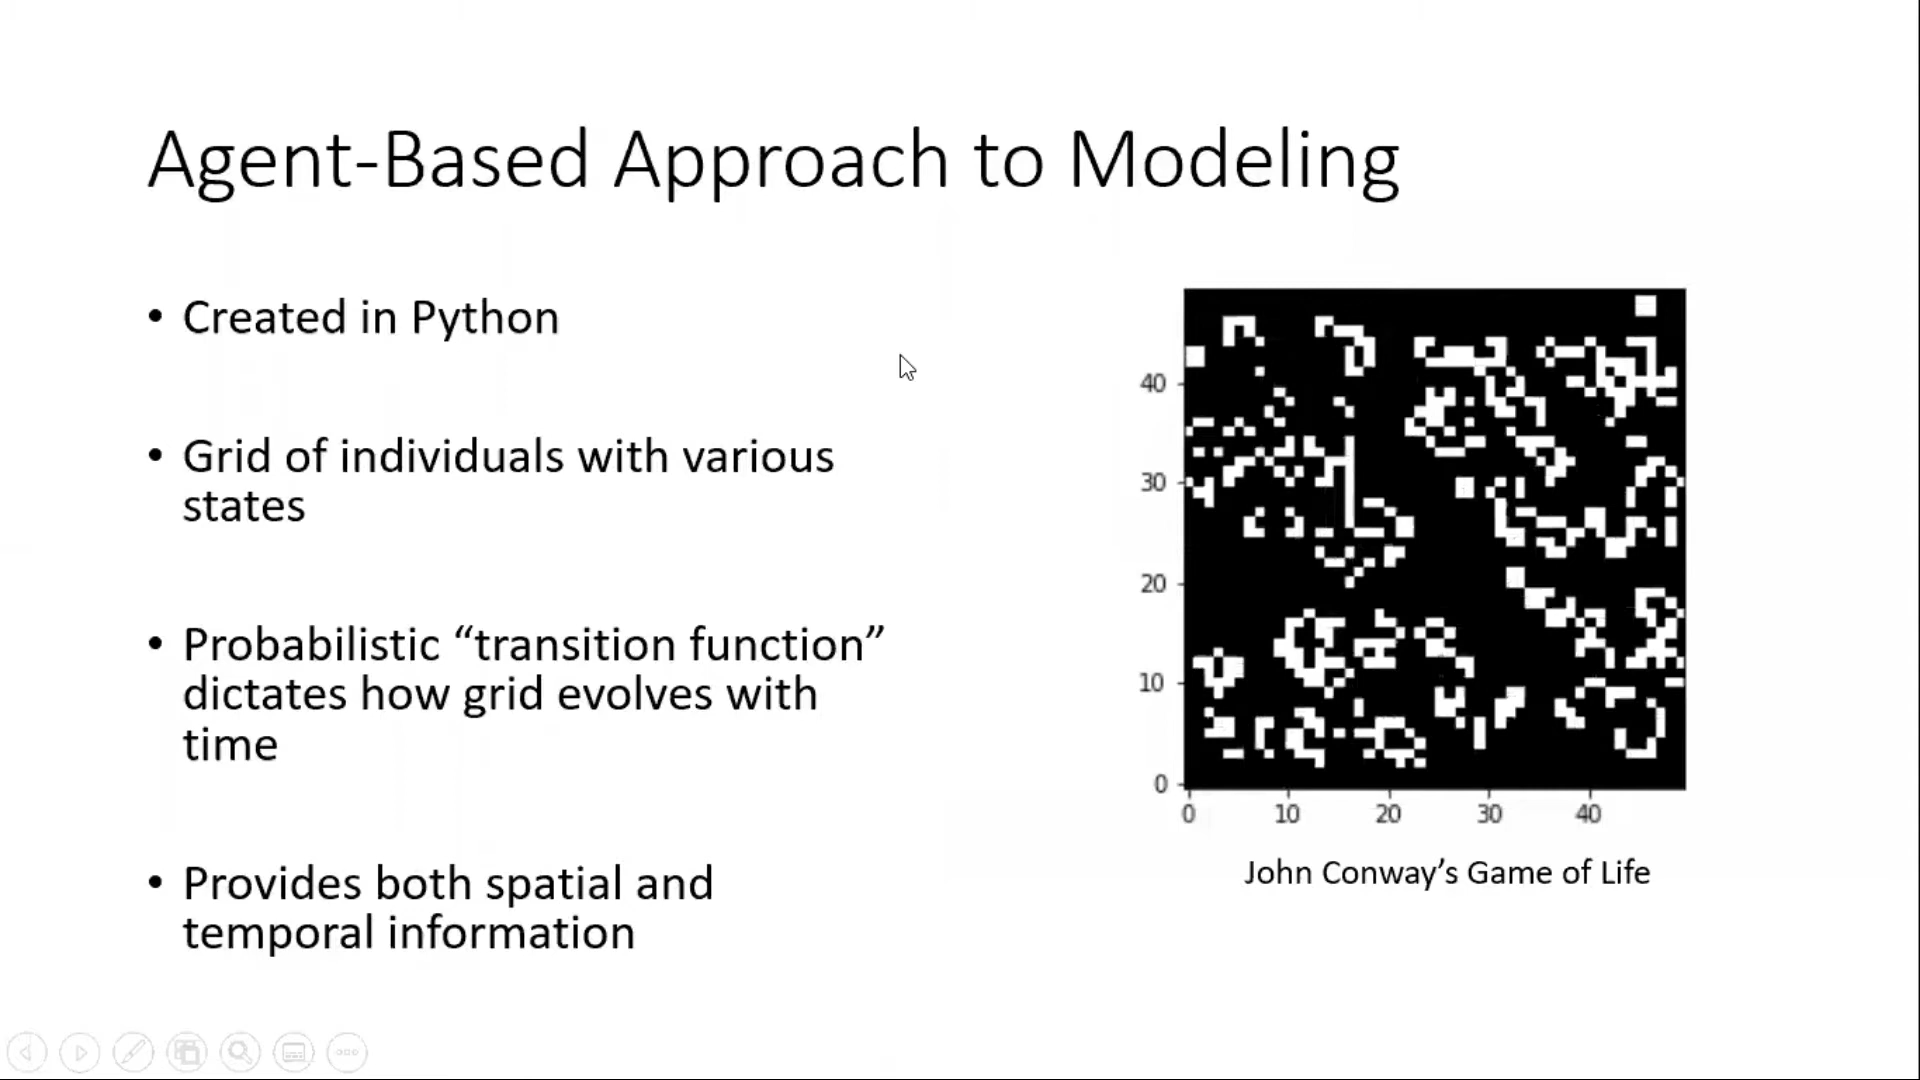 Agent-Based Approach to Modeling
• Created in Python
• Grid of individuals with various
states
• Probabilistic “transition function”
dictates how grid evolves with
time
• Provides both spatial and
temporal information
40
30
20
10
0
0 10 20 30 40
John Conway’s Game of Life